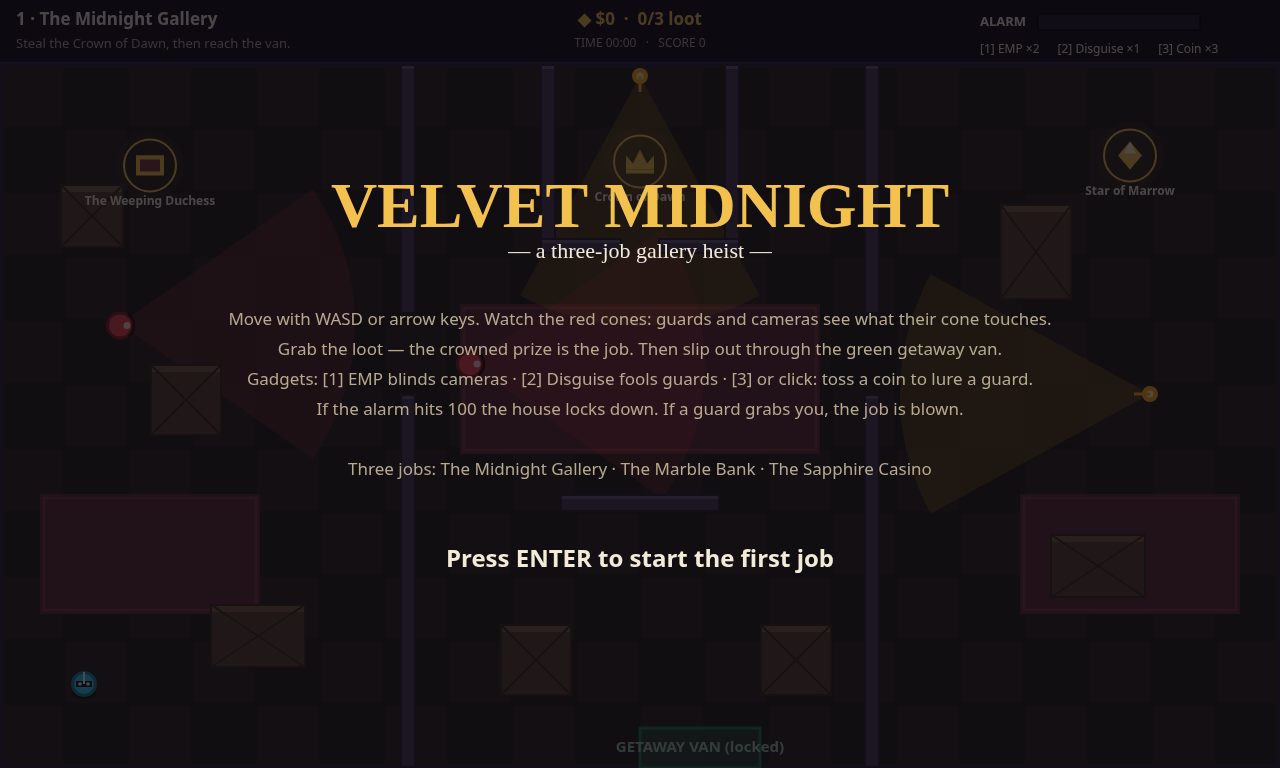 1 · The Midnight Gallery
Steal the Crown of Dawn, then reach the van.
◆ $0 · 0/3 loot
TIME 00:00 · SCORE 0
ALARM
[1] EMP ×2 [2] Disguise ×1 [3] Coin ×3
The Weeping Duchess
Crown of Dawn
Star of Marrow
VELVET MIDNIGHT
— a three-job gallery heist —
Move with WASD or arrow keys. Watch the red cones: guards and cameras see what their cone touches.
Grab the loot — the crowned prize is the job. Then slip out through the green getaway van.
Gadgets: [1] EMP blinds cameras · [2] Disguise fools guards · [3] or click: toss a coin to lure a guard.
If the alarm hits 100 the house locks down. If a guard grabs you, the job is blown.
Three jobs: The Midnight Gallery · The Marble Bank · The Sapphire Casino
Press ENTER to start the first job
GETAWAY VAN (locked)